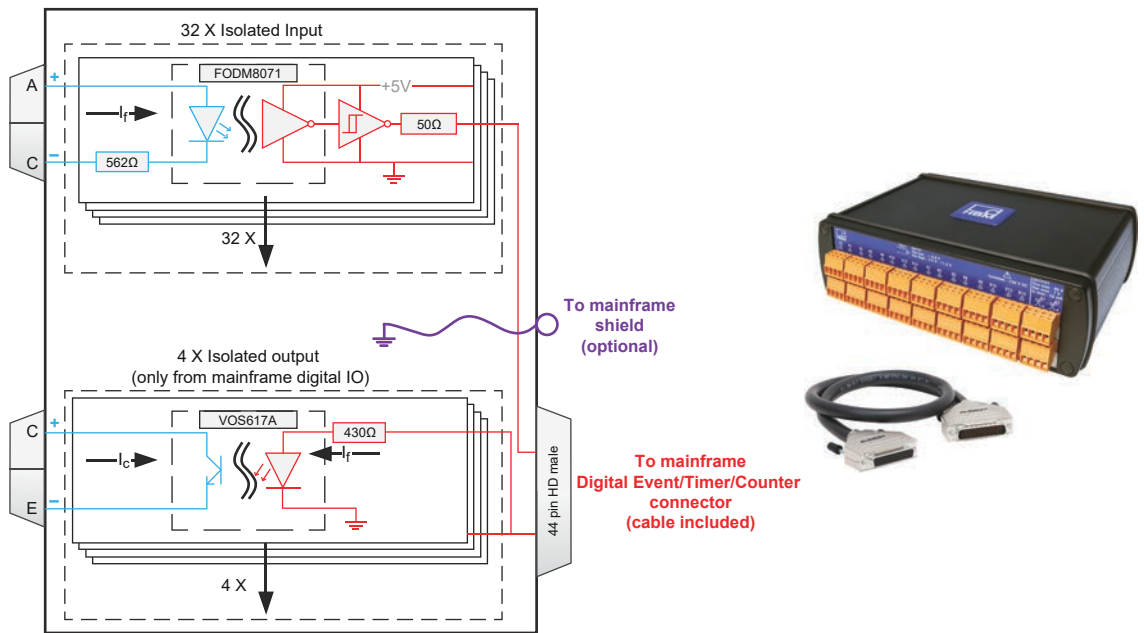 32 X Isolated Input
FODM8071
A
+
+5V
If
50Ω
−
C
562Ω
32 X
To mainframe
shield
(optional)
4 X Isolated output
(only from mainframe digital IO)
VOS617A
C
+
430Ω
Ic
If
−
E
4 X
44 pin HD male
To mainframe
Digital Event/Timer/Counter
connector
(cable included)
HBM